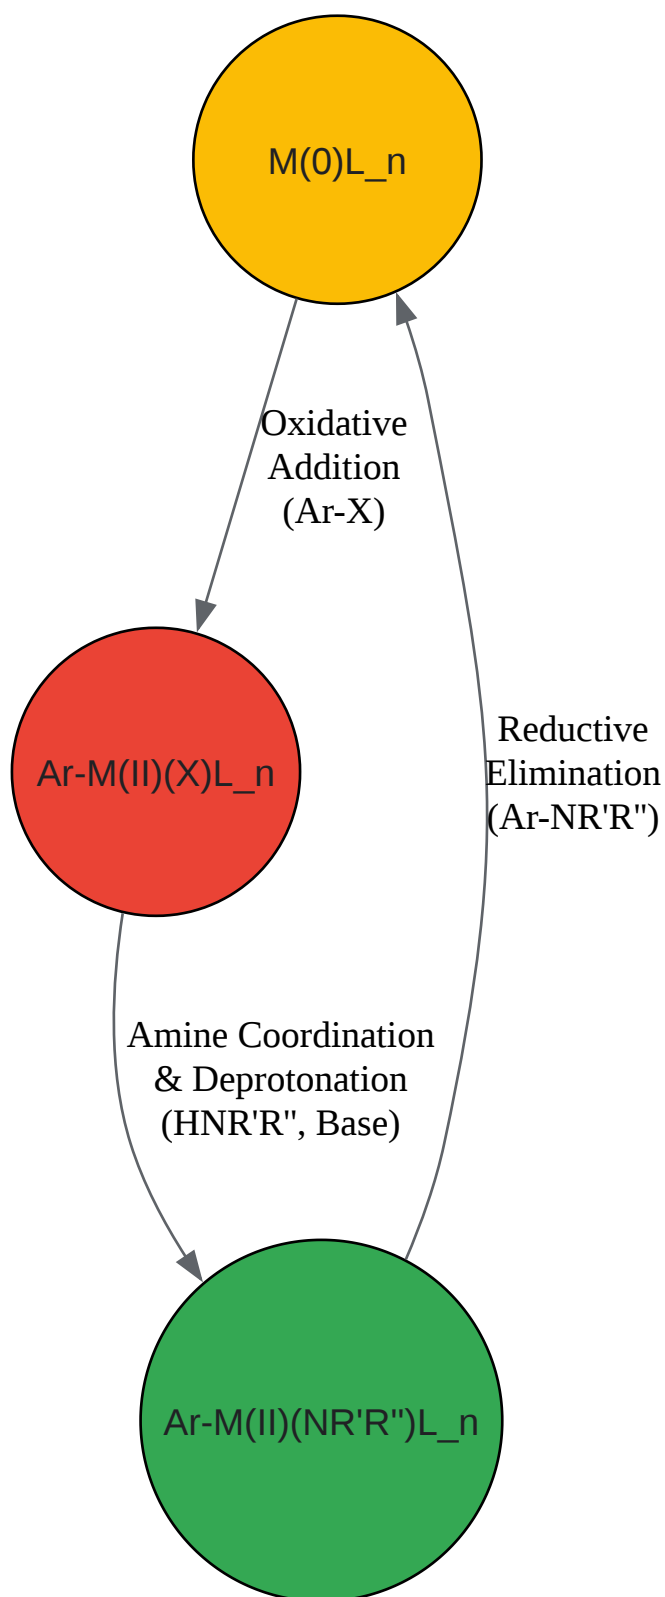 M(0)L_n
Oxidative
Addition
(Ar-X)
Reductive
Elimination
(Ar-NR'R")
Ar-M(II)(X)L_n
Amine Coordination
& Deprotonation
(HNR'R", Base)
Ar-M(II)(NR'R")L_n